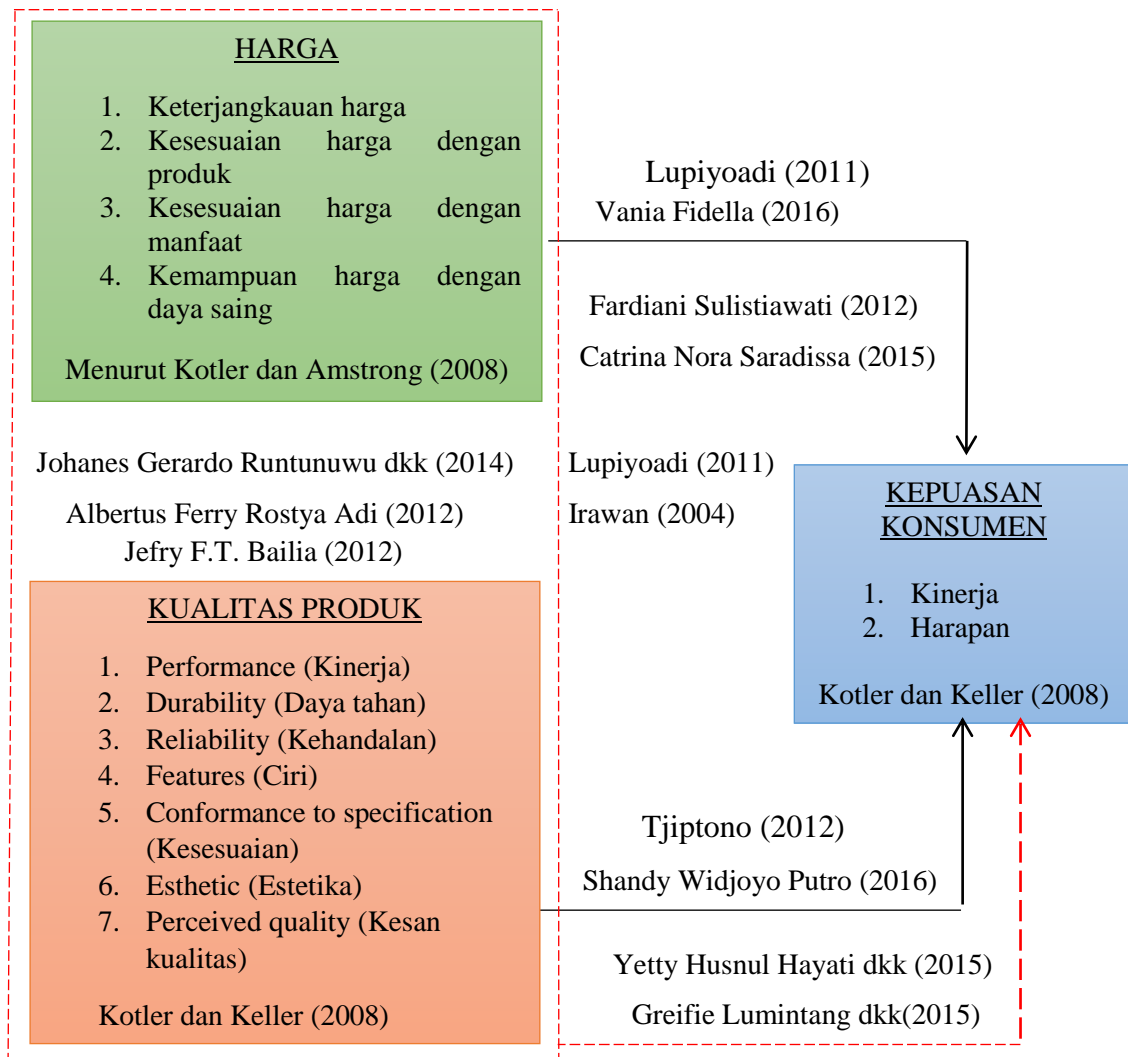 HARGA
1. Keterjangkauan harga
2. Kesesuaian harga dengan
produk
3. Kesesuaian harga dengan
manfaat
4. Kemampuan harga dengan
daya saing
Menurut Kotler dan Amstrong (2008)
Lupiyoadi (2011)
Vania Fidella (2016)
Fardiani Sulistiawati (2012)
Catrina Nora Saradissa (2015)
Johanes Gerardo Runtunuwu dkk (2014)
Albertus Ferry Rostya Adi (2012)
Jefry F.T. Bailia (2012)
Lupiyoadi (2011)
Irawan (2004)
KEPUASAN
KONSUMEN
1. Kinerja
2. Harapan
Kotler dan Keller (2008)
KUALITAS PRODUK
1. Performance (Kinerja)
2. Durability (Daya tahan)
3. Reliability (Kehandalan)
4. Features (Ciri)
5. Conformance to specification
(Kesesuaian)
6. Esthetic (Estetika)
7. Perceived quality (Kesan
kualitas)
Kotler dan Keller (2008)
Tjiptono (2012)
Shandy Widjoyo Putro (2016)
Yetty Husnul Hayati dkk (2015)
Greifie Lumintang dkk(2015)